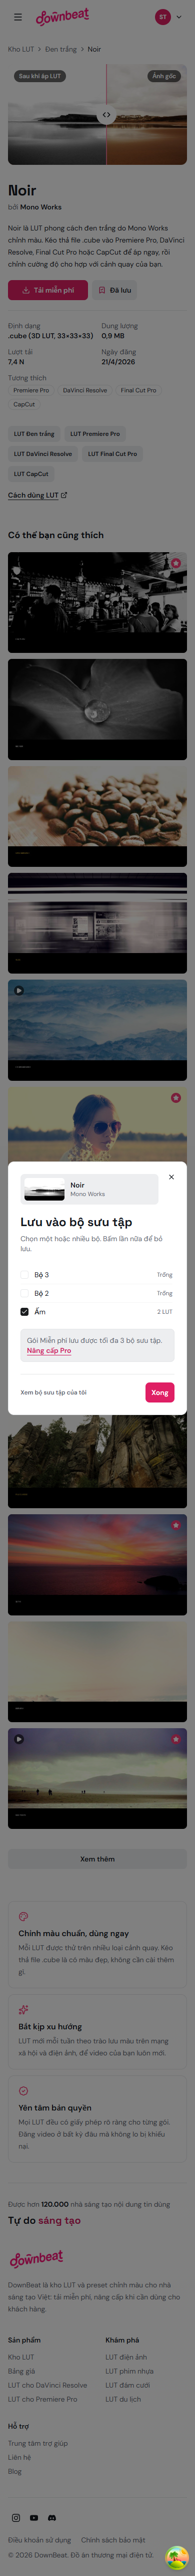 downbeat
ST
Kho LUT > Đen trắng > Noir
Sau khi áp LUT
Ảnh gốc
Noir
bởi Mono Works
Noir là LUT phong cách đen trắng do Mono Works
chỉnh màu. Kéo thả file .cube vào Premiere Pro, DaVinci
Resolve, Final Cut Pro hoặc CapCut để áp ngay, rồi
chỉnh cường độ cho hợp với cảnh quay của bạn.
Tải miễn phí
Đã lưu
Định dạng
Dung lượng
.cube (3D LUT, 33×33×33)
0,9 MB
Lượt tải
Ngày đăng
7,4 N
21/4/2026
Tương thích
Premiere Pro
DaVinci Resolve
Final Cut Pro
CapCut
LUT Đen trắng
LUT Premiere Pro
LUT DaVinci Resolve
LUT Final Cut Pro
LUT CapCut
Cách dùng LUT
Có thể bạn cũng thích
Noir
Mono Works
Lưu vào bộ sưu tập
Chọn một hoặc nhiều bộ. Bấm lần nữa để bỏ
lưu.
Bộ 3
Trống
Bộ 2
Trống
Ấm
2 LUT
Gói Miễn phí lưu được tối đa 3 bộ sưu tập.
Nâng cấp Pro
Xem bộ sưu tập của tôi
Xong
Xem thêm
Chỉnh màu chuẩn, dùng ngay
Mỗi LUT được thử trên nhiều loại cảnh quay. Kéo
thả file .cube là có màu đẹp, không cần cài thêm
gì.
Bắt kịp xu hướng
LUT mới mỗi tuần theo trào lưu màu trên mạng
xã hội và điện ảnh, để video của bạn luôn mới.
Yên tâm bản quyền
Mọi LUT đều có giấy phép rõ ràng cho từng gói.
Đăng video ở bất kỳ đâu mà không lo bị khiếu
nại.
Được hơn 120.000 nhà sáng tạo nội dung tin dùng
Tự do sáng tạo
downbeat
DownBeat là kho LUT và preset chỉnh màu cho nhà
sáng tạo Việt: tải miễn phí, nâng cấp khi cần dùng cho
khách hàng.
Sản phẩm
Khám phá
Kho LUT
LUT điện ảnh
Bảng giá
LUT phim nhựa
LUT cho DaVinci Resolve
LUT đám cưới
LUT cho Premiere Pro
LUT du lịch
Hỗ trợ
Trung tâm trợ giúp
Liên hệ
Blog
Điều khoản sử dụng
Chính sách bảo mật
© 2026 DownBeat. Đồ án thương mại điện tử.